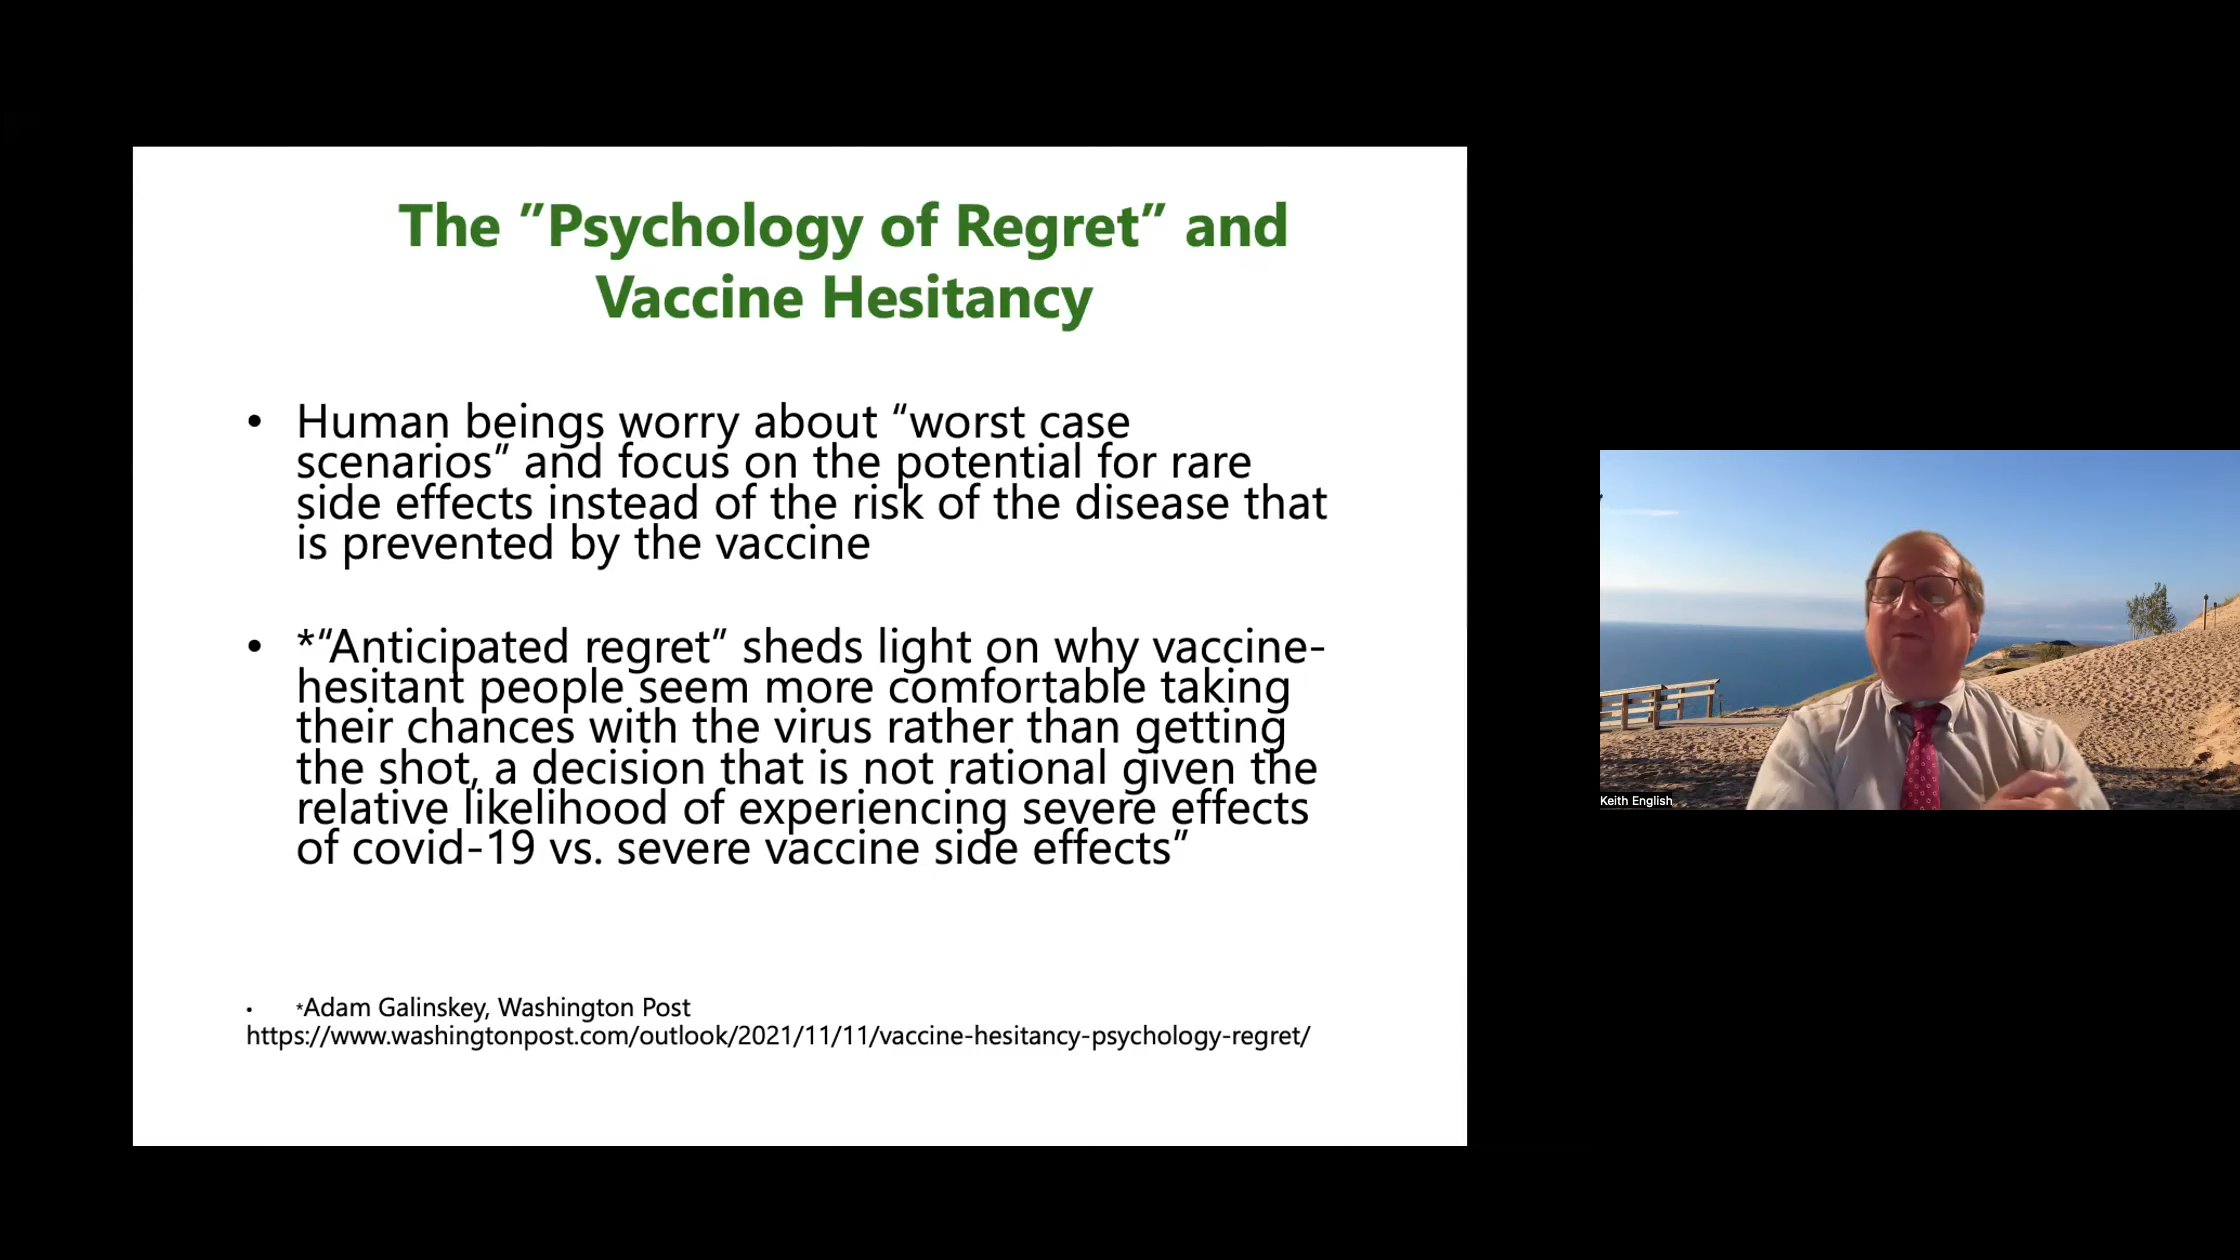 The ”Psychology of Regret” and
Vaccine Hesitancy
• Human beings worry about “worst case
scenarios” and focus on the potential for rare
side effects instead of the risk of the disease that
is prevented by the vaccine
• *“Anticipated regret” sheds light on why vaccine-
hesitant people seem more comfortable taking
their chances with the virus rather than getting
the shot, a decision that is not rational given the
relative likelihood of experiencing severe effects
of covid-19 vs. severe vaccine side effects”
• *Adam Galinskey, Washington Post
https://www.washingtonpost.com/outlook/2021/11/11/vaccine-hesitancy-psychology-regret/
Keith English